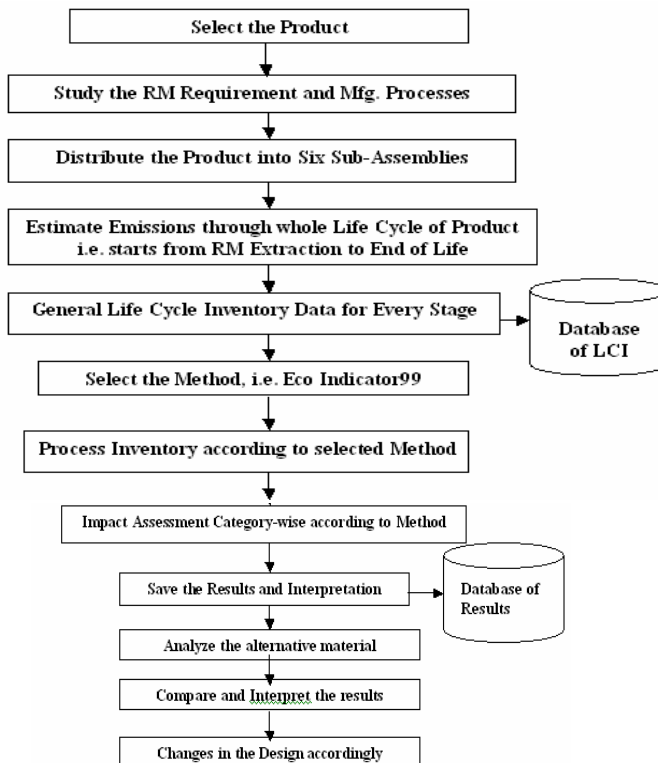 Select the Product
Study the RM Requirement and Mfg. Processes
Distribute the Product into Six Sub-Assemblies
Estimate Emissions through whole Life Cycle of Product
i.e. starts from RM Extraction to End of Life
General Life Cycle Inventory Data for Every Stage
Database
of LCI
Select the Method, i.e. Eco Indicator99
Process Inventory according to selected Method
Impact Assessment Category-wise according to Method
Save the Results and Interpretation
Database of
Results
Analyze the alternative material
Compare and Interpret the results
Changes in the Design accordingly